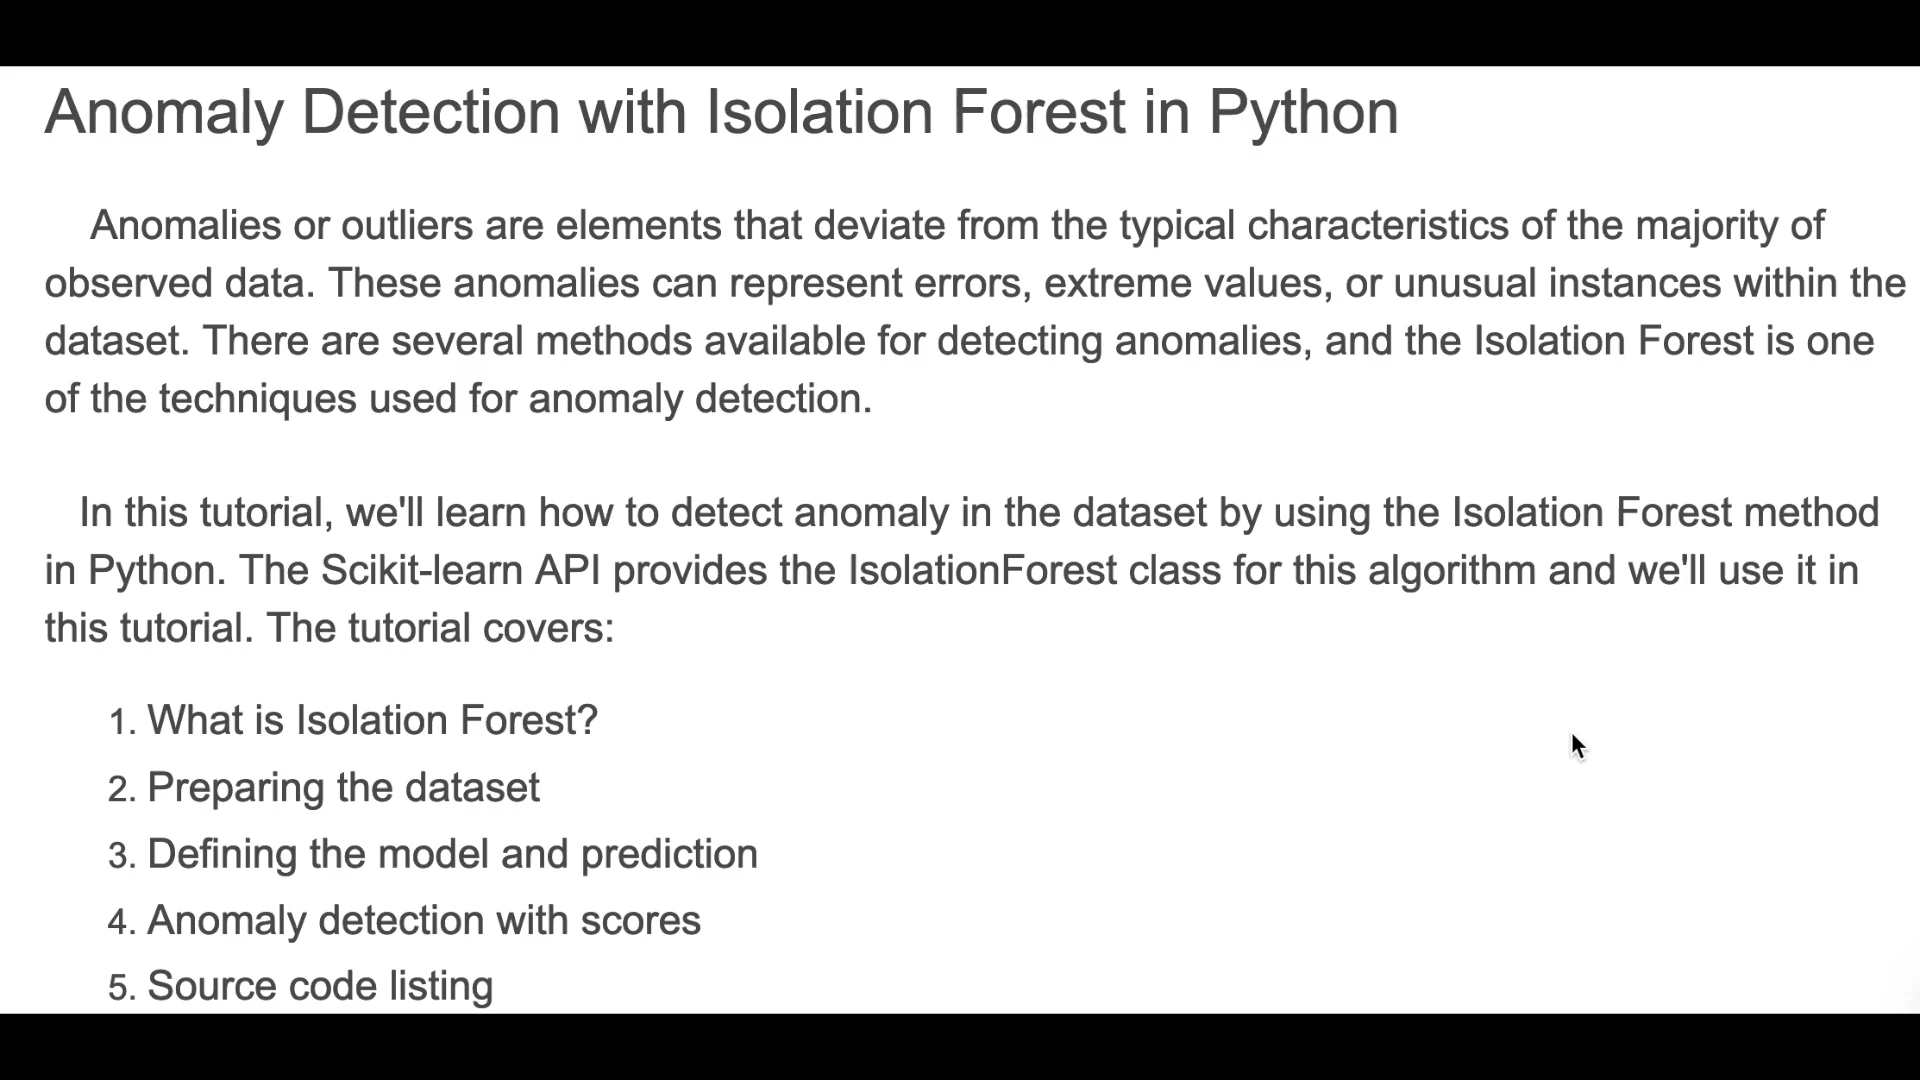 Anomaly Detection with Isolation Forest in Python
Anomalies or outliers are elements that deviate from the typical characteristics of the majority of
observed data. These anomalies can represent errors, extreme values, or unusual instances within the
dataset. There are several methods available for detecting anomalies, and the Isolation Forest is one
of the techniques used for anomaly detection.
In this tutorial, we'll learn how to detect anomaly in the dataset by using the Isolation Forest method
in Python. The Scikit-learn API provides the IsolationForest class for this algorithm and we'll use it in
this tutorial. The tutorial covers:
1. What is Isolation Forest?
2. Preparing the dataset
3. Defining the model and prediction
4. Anomaly detection with scores
5. Source code listing